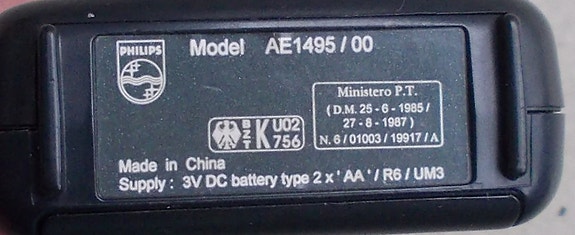 PHILIPS
Model AE1495 / 00
Ministero P.T.
( D.M. 25 - 6 - 1985 /
27 - 8 - 1987 )
N. 6 / 01003 / 19917 / A
BZT K U02
756
Made in China
Supply : 3V DC battery type 2 x ' AA ' / R6 / UM3